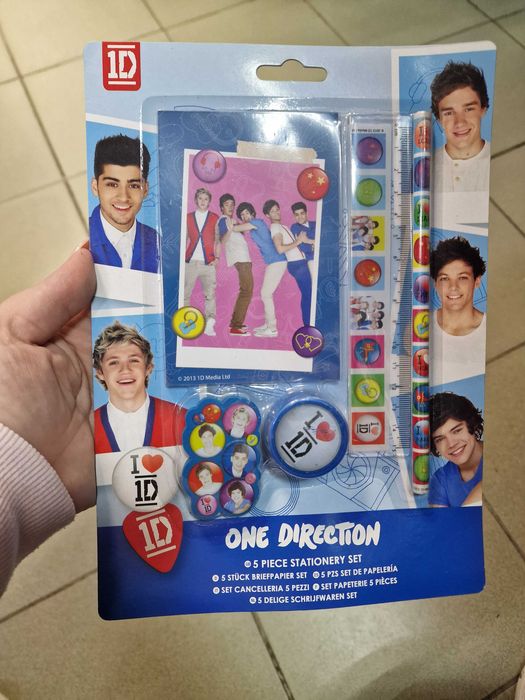 1D
© 2013 1D Media Ltd
I ❤ 1D
I ❤ 1D
I ❤ 1D
1D
ONE DIRECTION
5 PIECE STATIONERY SET
5 STÜCK BRIEFPAPIER SET
5 PZS SET DE PAPELERÍA
SET CANCELLERIA 5 PEZZI
SET PAPETERIE 5 PIÈCES
5 DELIGE SCHRIJFWAREN SET